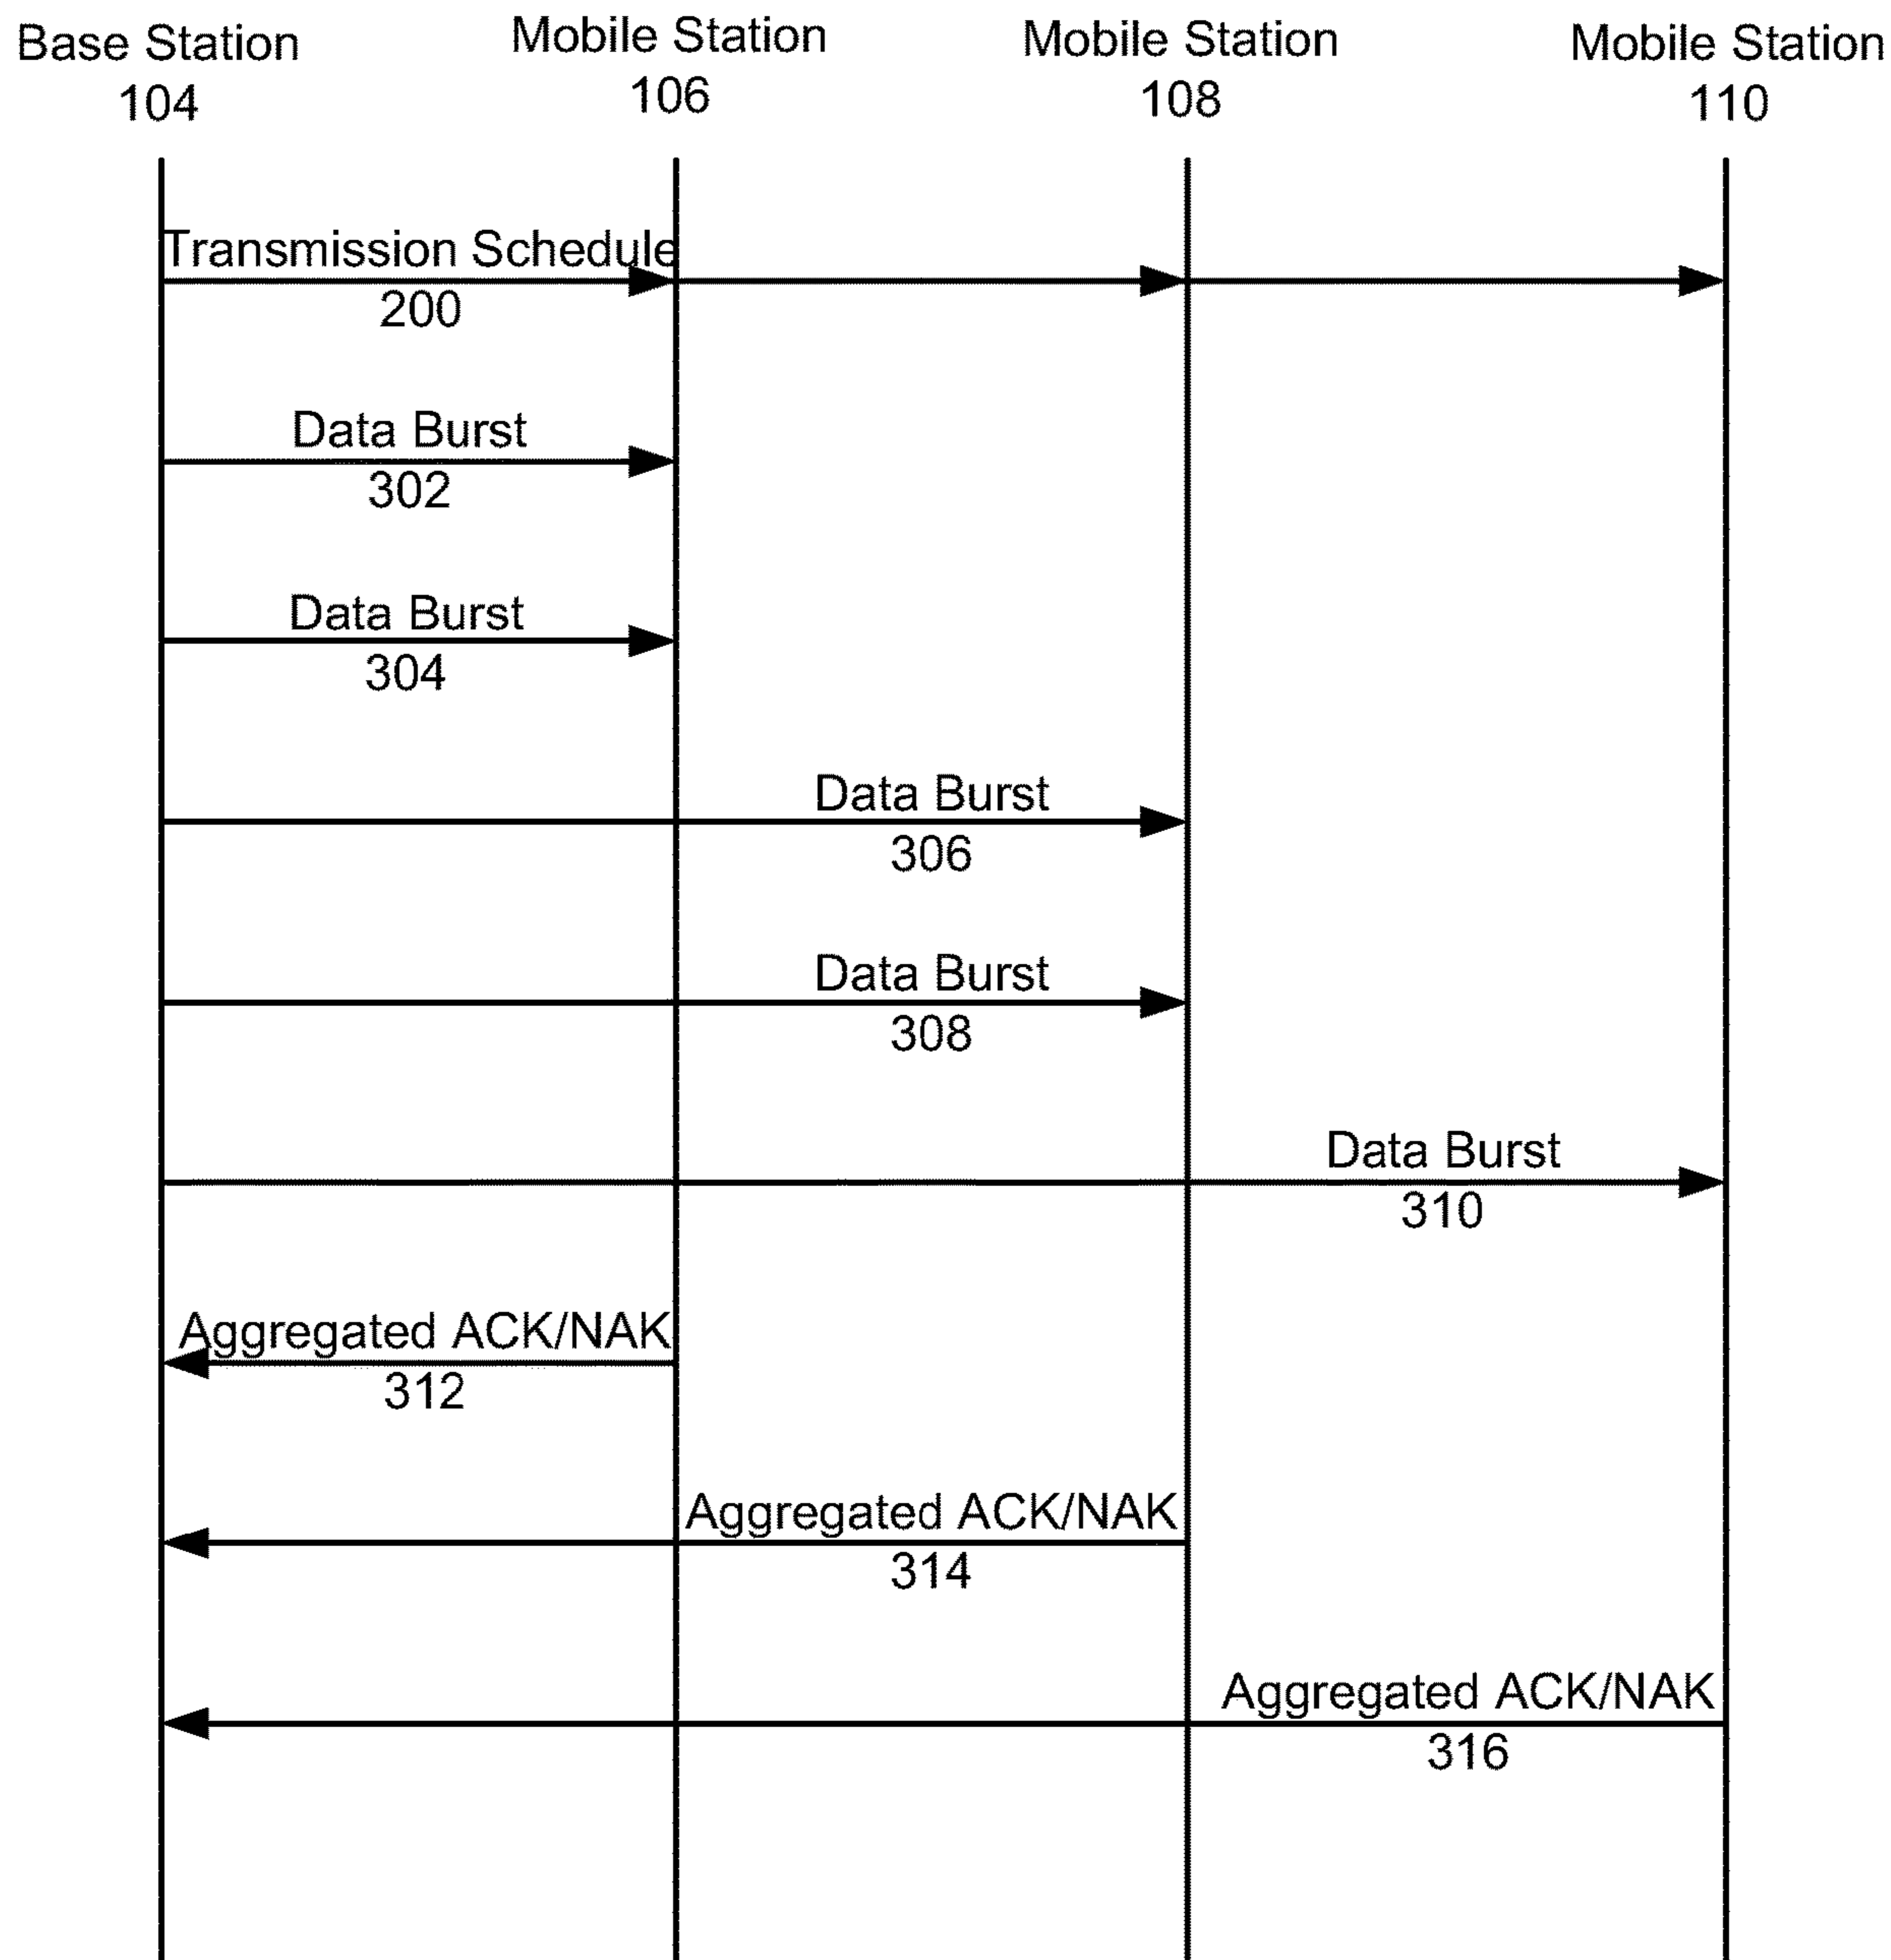 Base Station
104
Mobile Station
106
Mobile Station
108
Mobile Station
110
Transmission Schedule
200
Data Burst
302
Data Burst
304
Data Burst
306
Data Burst
308
Data Burst
310
Aggregated ACK/NAK
312
Aggregated ACK/NAK
314
Aggregated ACK/NAK
316